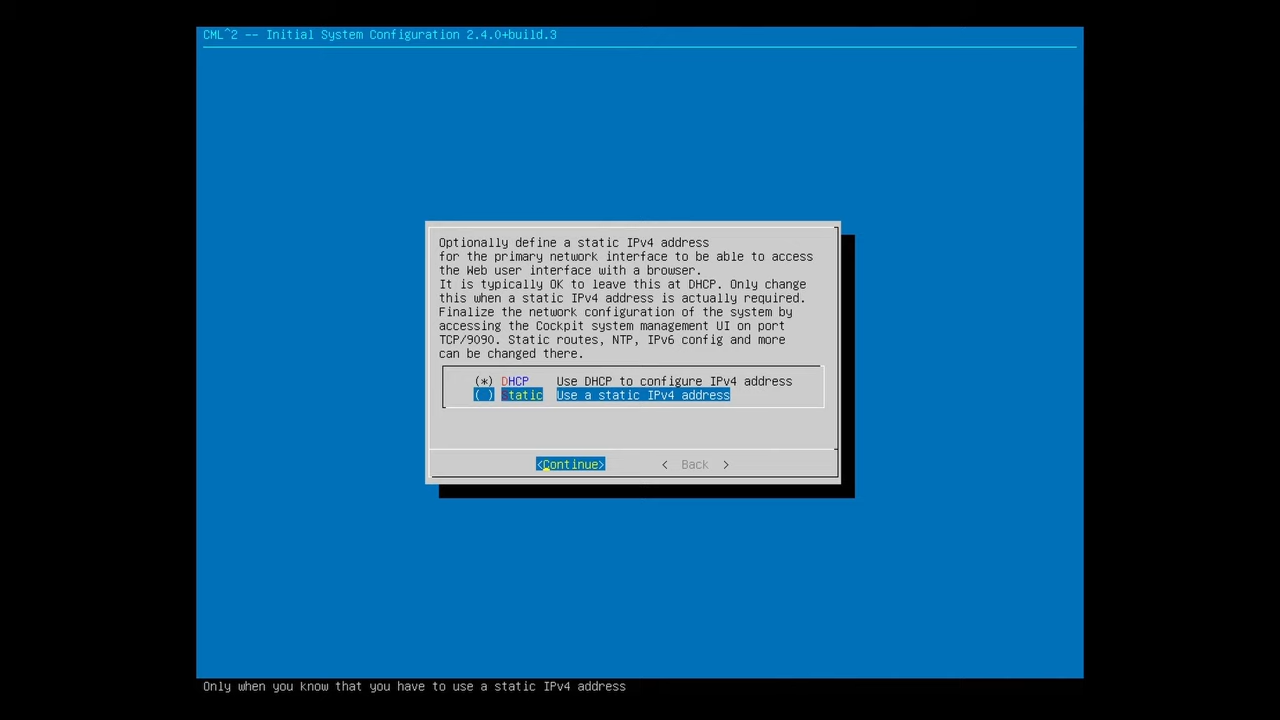 CML^2 -- Initial System Configuration 2.4.0+build.3
Optionally define a static IPv4 address
for the primary network interface to be able to access
the Web user interface with a browser.
It is typically OK to leave this at DHCP. Only change
this when a static IPv4 address is actually required.
Finalize the network configuration of the system by
accessing the Cockpit system management UI on port
TCP/9090. Static routes, NTP, IPv6 config and more
can be changed there.
(*) DHCP Use DHCP to configure IPv4 address
( ) Static Use a static IPv4 address
<Continue> < Back >
Only when you know that you have to use a static IPv4 address